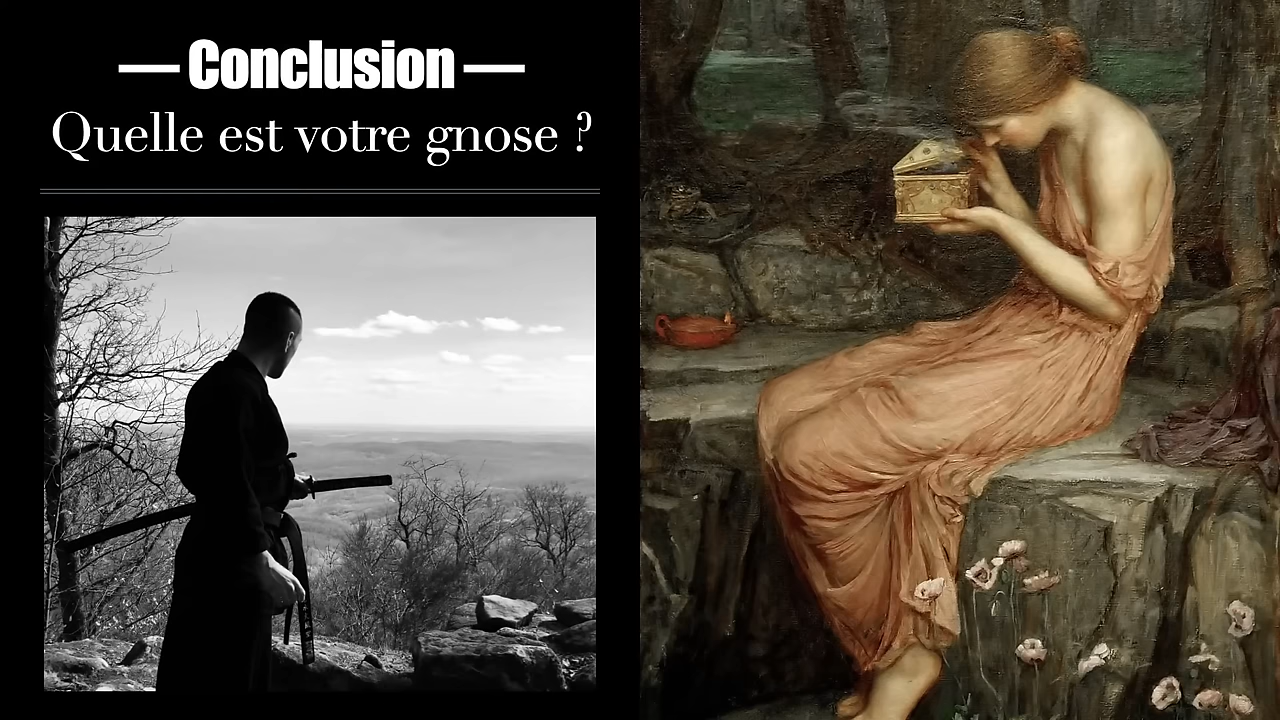 — Conclusion —
Quelle est votre gnose ?